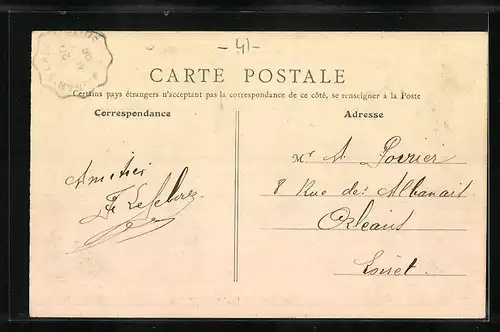 - 41 -
CARTE POSTALE
Certains pays étrangers n'acceptant pas la correspondance de ce côté, se renseigner à la Poste
Correspondance
Adresse
Amitiés
F. Lefebvre
Mr A. Poirier
8 Rue des Albanais
Orléans
Loiret.